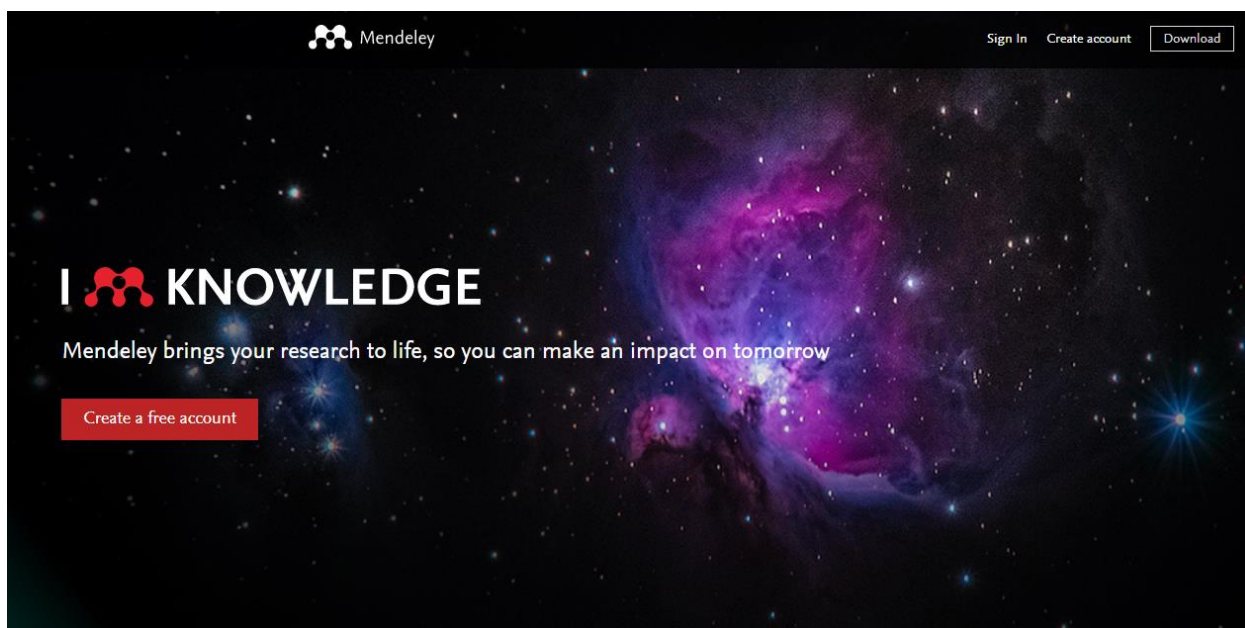 Mendeley
Sign In
Create account
Download
I KNOWLEDGE
Mendeley brings your research to life, so you can make an impact on tomorrow
Create a free account